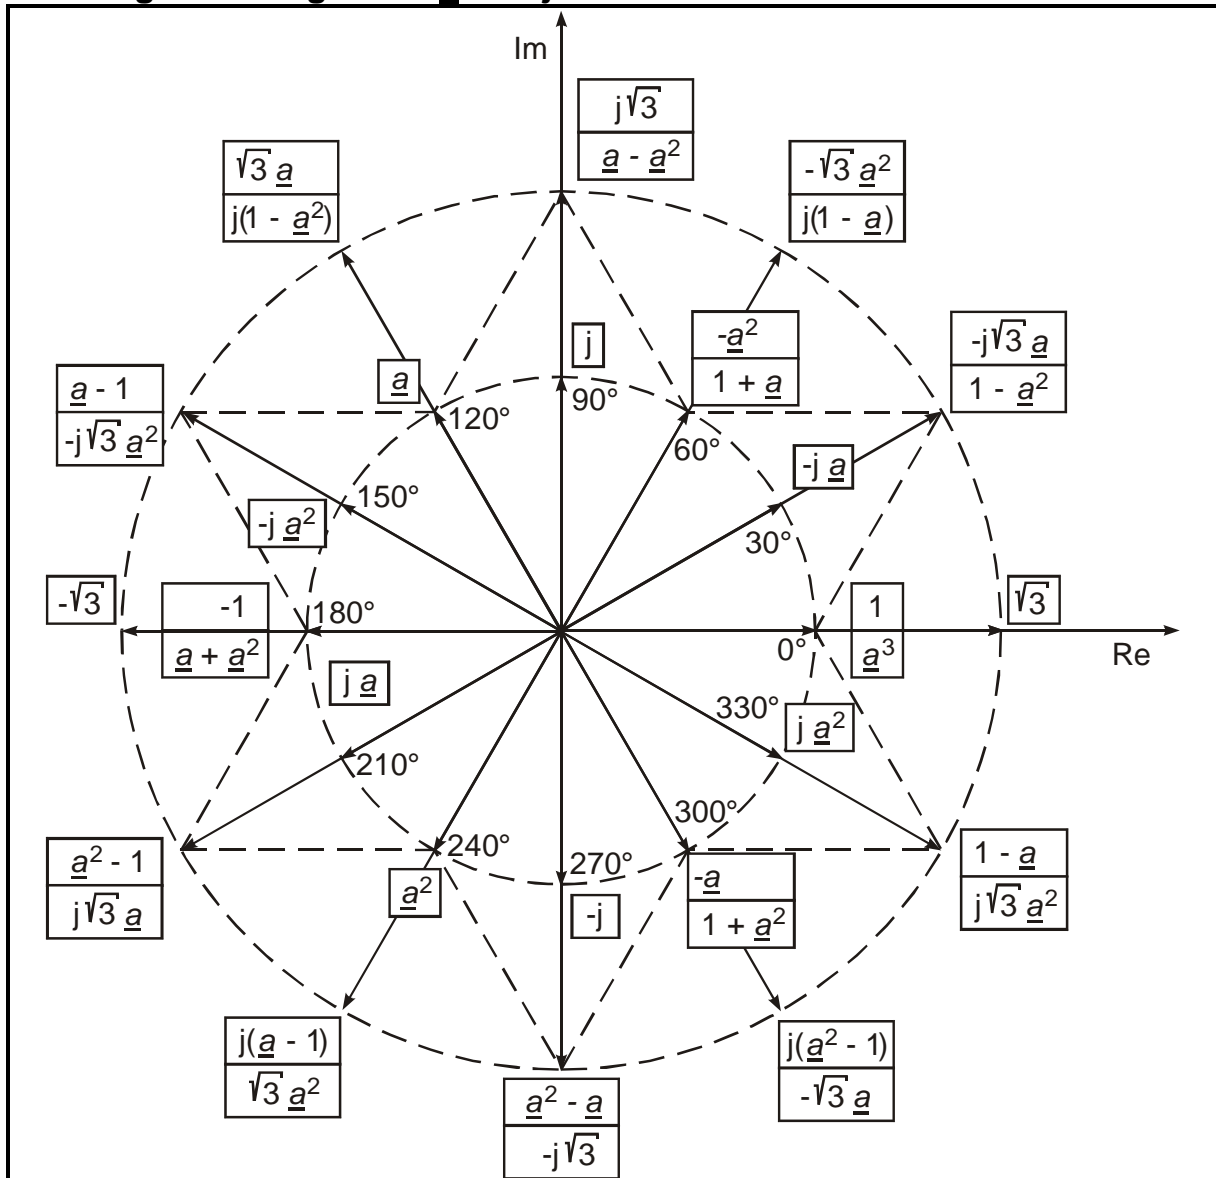 Im
j√3
a - a²
√3 a
j(1 - a²)
-√3 a²
j(1 - a)
j
-a²
1 + a
-j√3 a
1 - a²
a - 1
-j√3 a²
a
90°
120°
60°
-j a
150°
-j a²
30°
-√3
-1
a + a²
180°
0°
1
a³
√3
Re
j a
330°
j a²
210°
300°
240°
270°
a² - 1
j√3 a
a²
-j
-a
1 + a²
1 - a
j√3 a²
j(a - 1)
√3 a²
j(a² - 1)
-√3 a
a² - a
-j√3